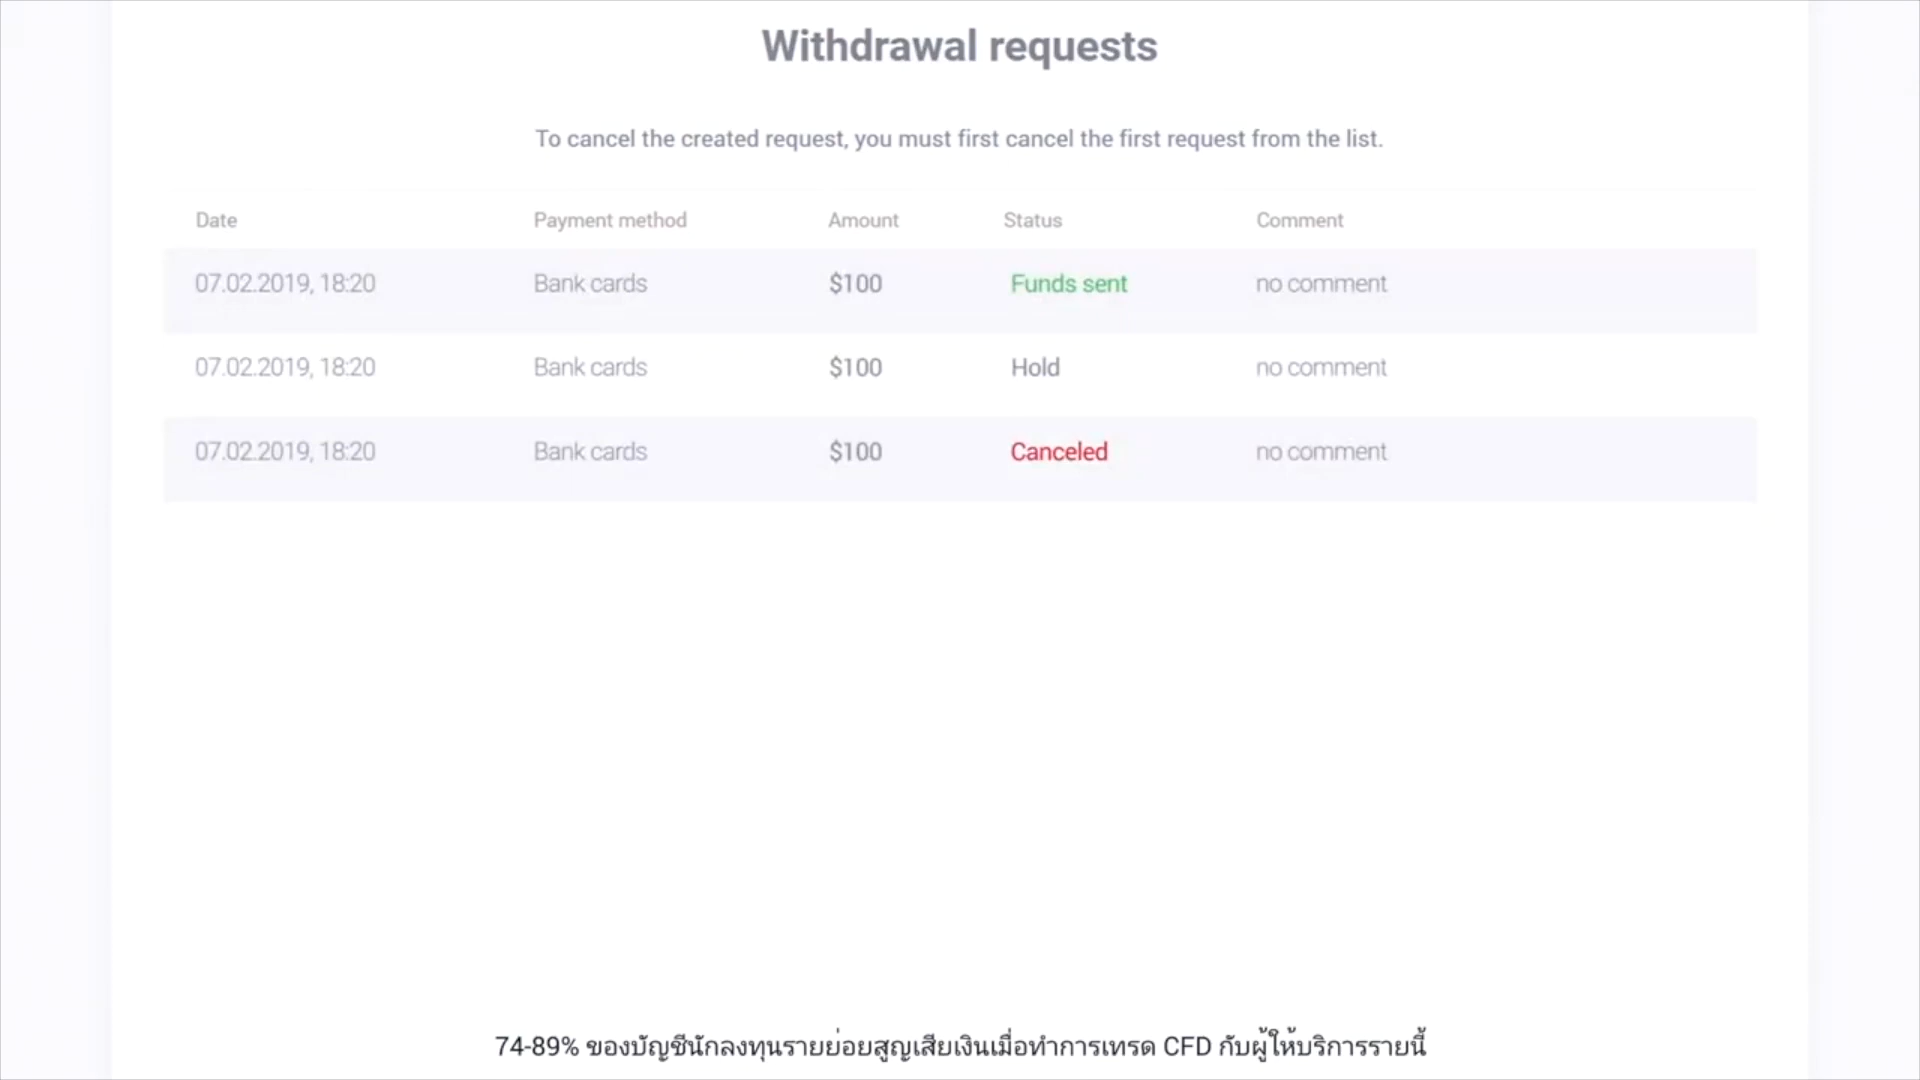 Withdrawal requests
To cancel the created request, you must first cancel the first request from the list.
Date Payment method Amount Status Comment
07.02.2019, 18:20 Bank cards $100 Funds sent no comment
07.02.2019, 18:20 Bank cards $100 Hold no comment
07.02.2019, 18:20 Bank cards $100 Canceled no comment
74-89% ของบัญชีนักลงทุนรายย่อยสูญเสียเงินเมื่อทำการเทรด CFD กับผู้ให้บริการรายนี้